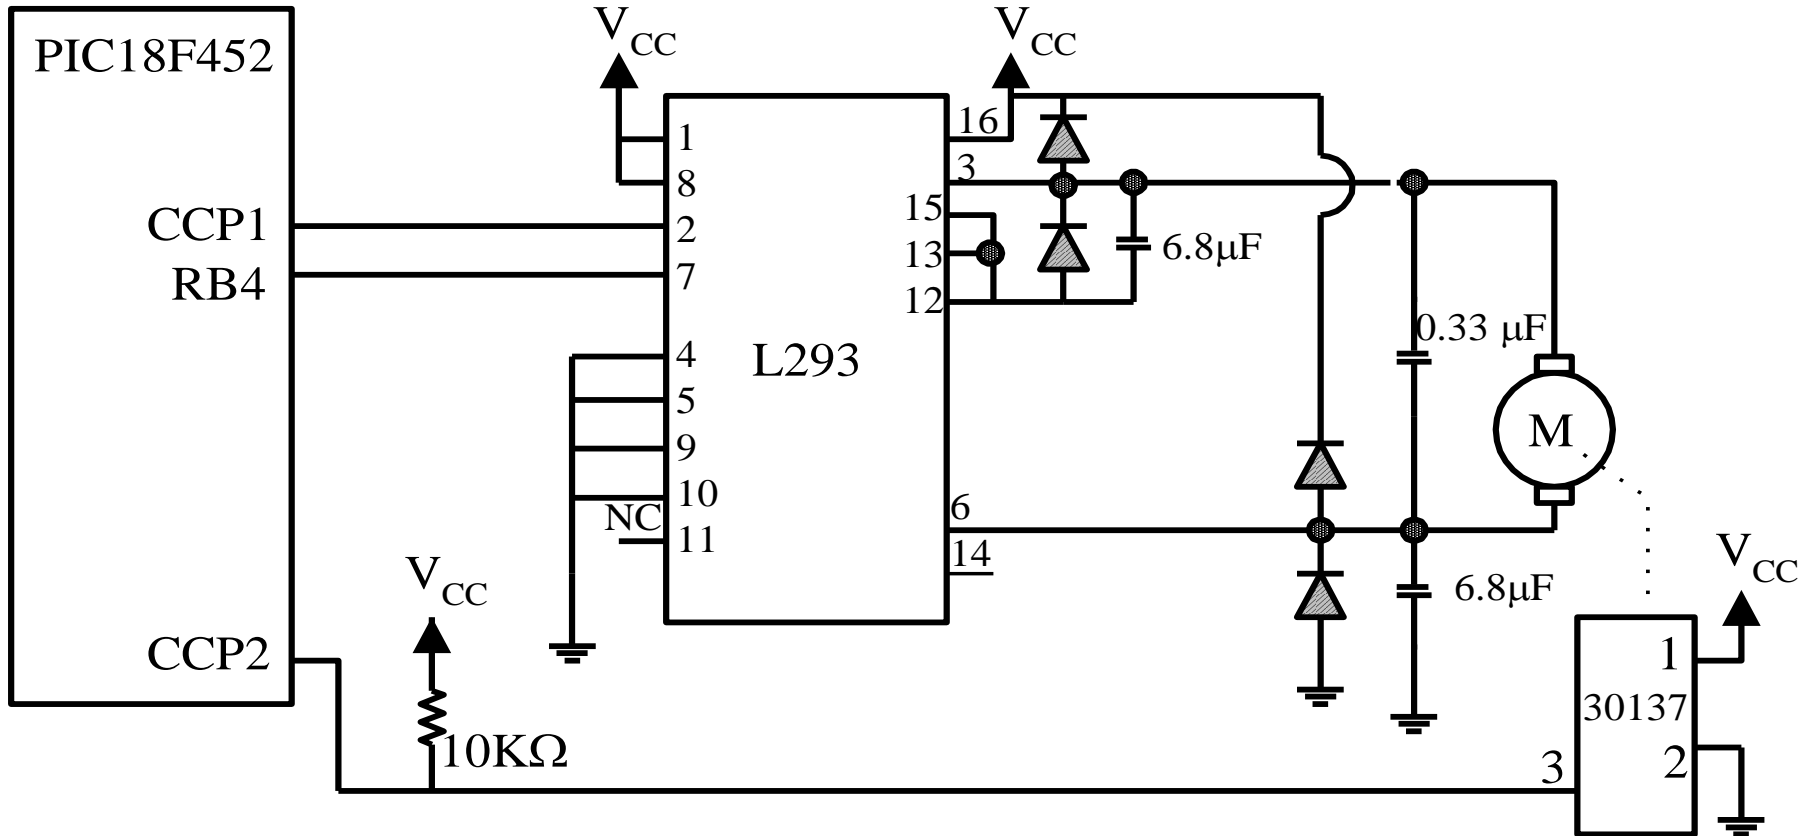 PIC18F452
CCP1
RB4
CCP2
VCC
10KΩ
VCC
1
8
2
7
4
5
9
10
NC
11
L293
VCC
16
3
15
13
12
6
14
6.8μF
0.33 μF
M
6.8μF
VCC
1
30137
2
3